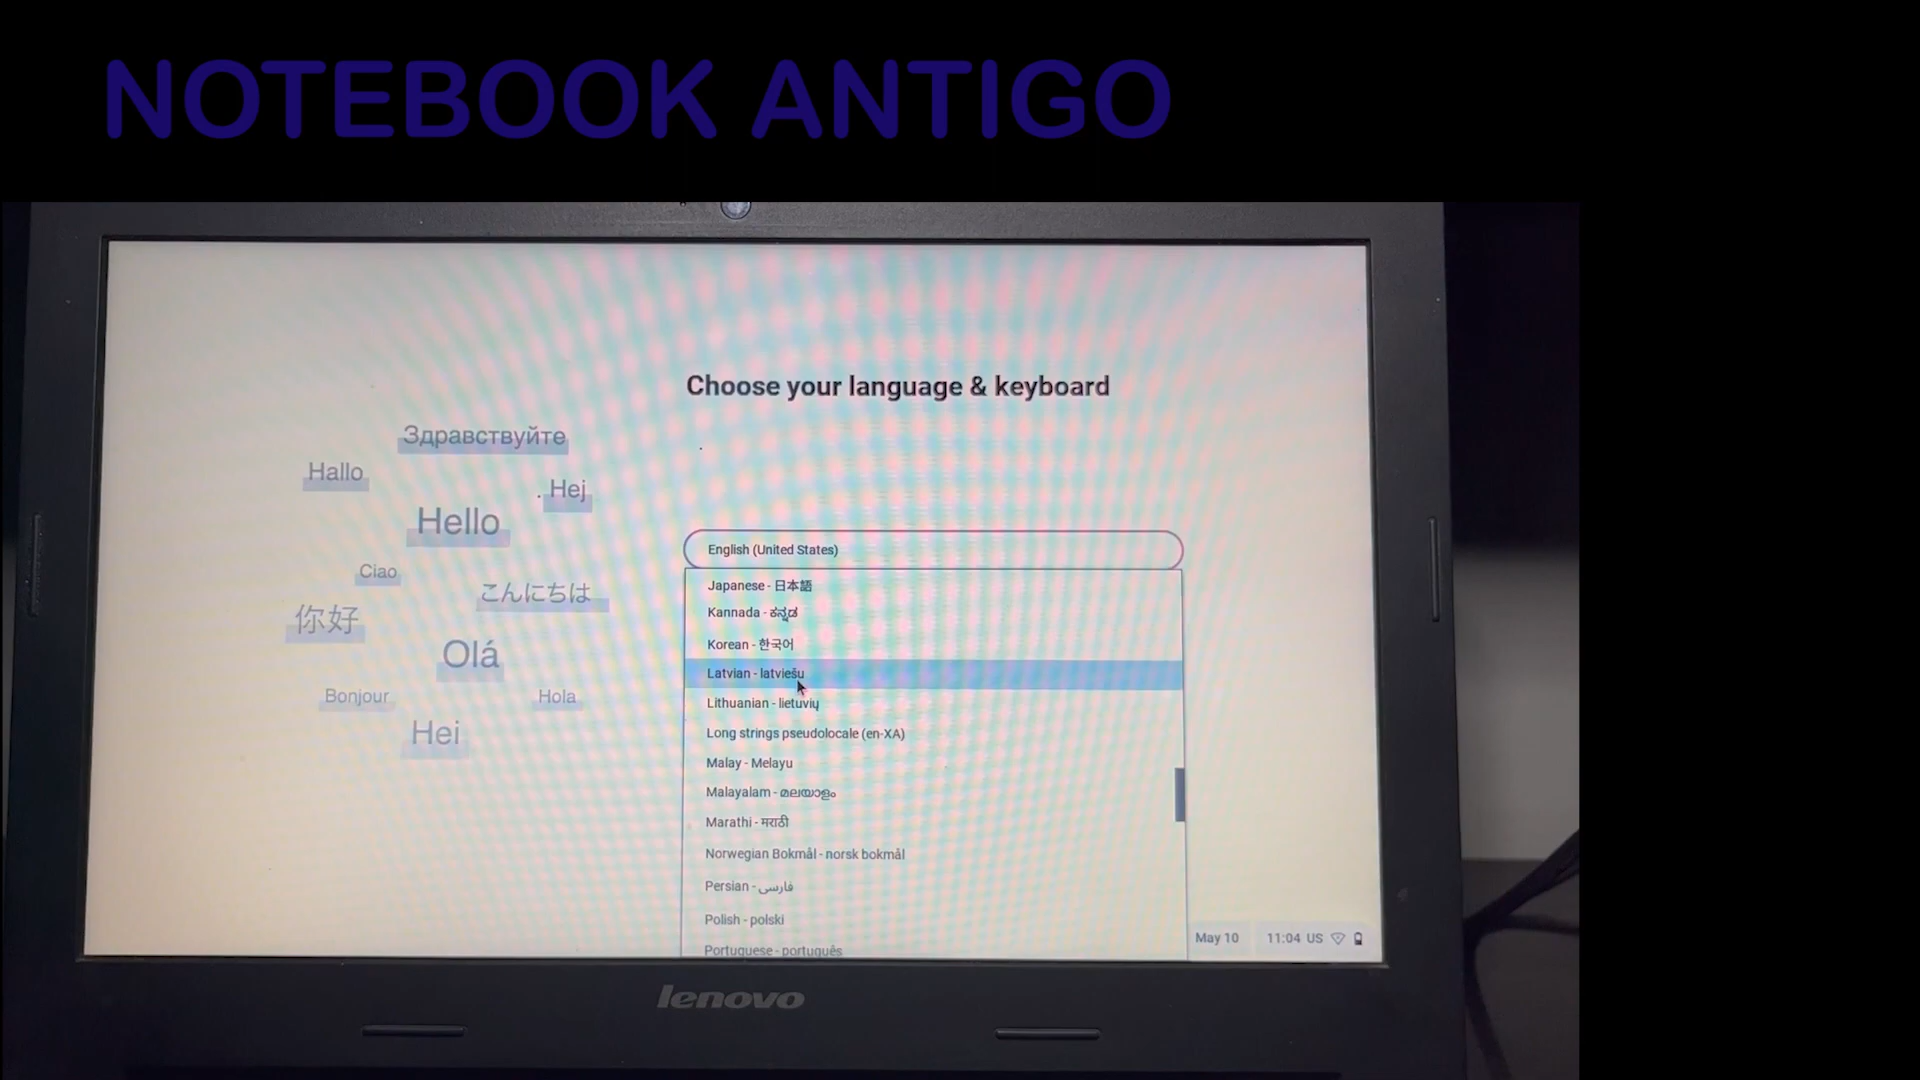 NOTEBOOK ANTIGO
Choose your language & keyboard
Здравствуйте
Hallo
Hej
Hello
Ciao
こんにちは
你好
Olá
Bonjour
Hola
Hei
English (United States)
Japanese - 日本語
Kannada - ಕನ್ನಡ
Korean - 한국어
Latvian - latviešu
Lithuanian - lietuvių
Long strings pseudolocale (en-XA)
Malay - Melayu
Malayalam - മലയാളം
Marathi - मराठी
Norwegian Bokmål - norsk bokmål
Persian - فارسی
Polish - polski
Portuguese - português
May 10 11:04 US
lenovo